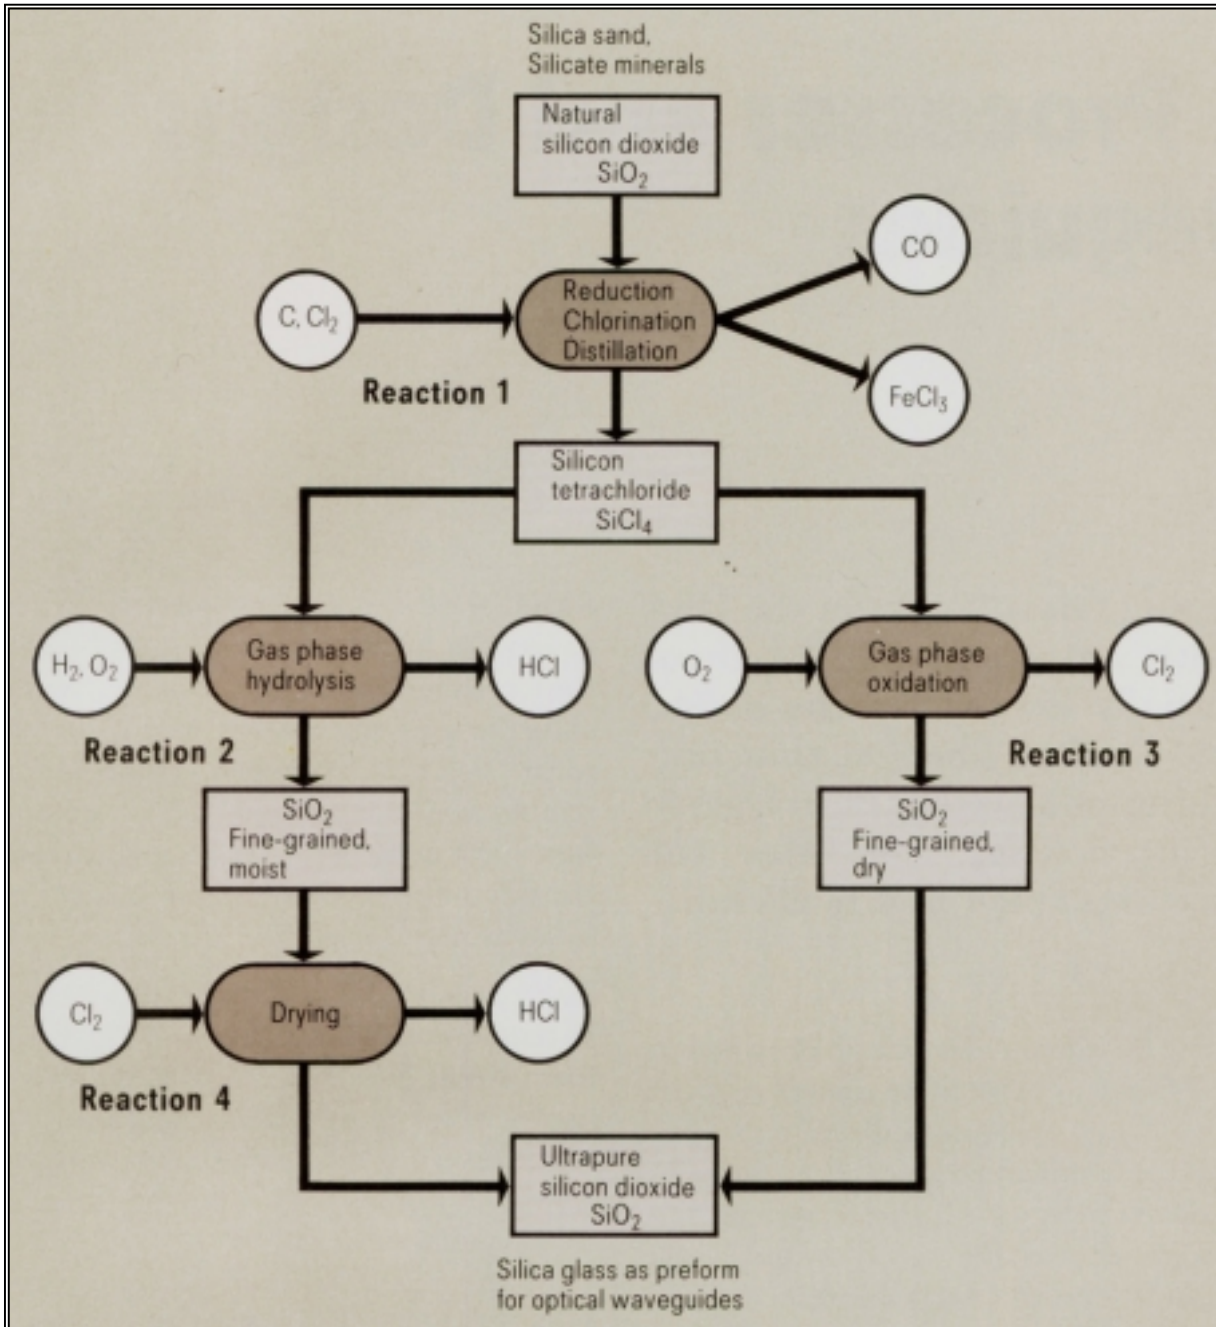 Silica sand,
Silicate minerals
Natural
silicon dioxide
SiO₂
CO
C, Cl₂
Reduction
Chlorination
Distillation
Reaction 1
FeCl₃
Silicon
tetrachloride
SiCl₄
H₂, O₂
Gas phase
hydrolysis
HCl
O₂
Gas phase
oxidation
Cl₂
Reaction 2
Reaction 3
SiO₂
Fine-grained,
moist
SiO₂
Fine-grained,
dry
Cl₂
Drying
HCl
Reaction 4
Ultrapure
silicon dioxide
SiO₂
Silica glass as preform
for optical waveguides